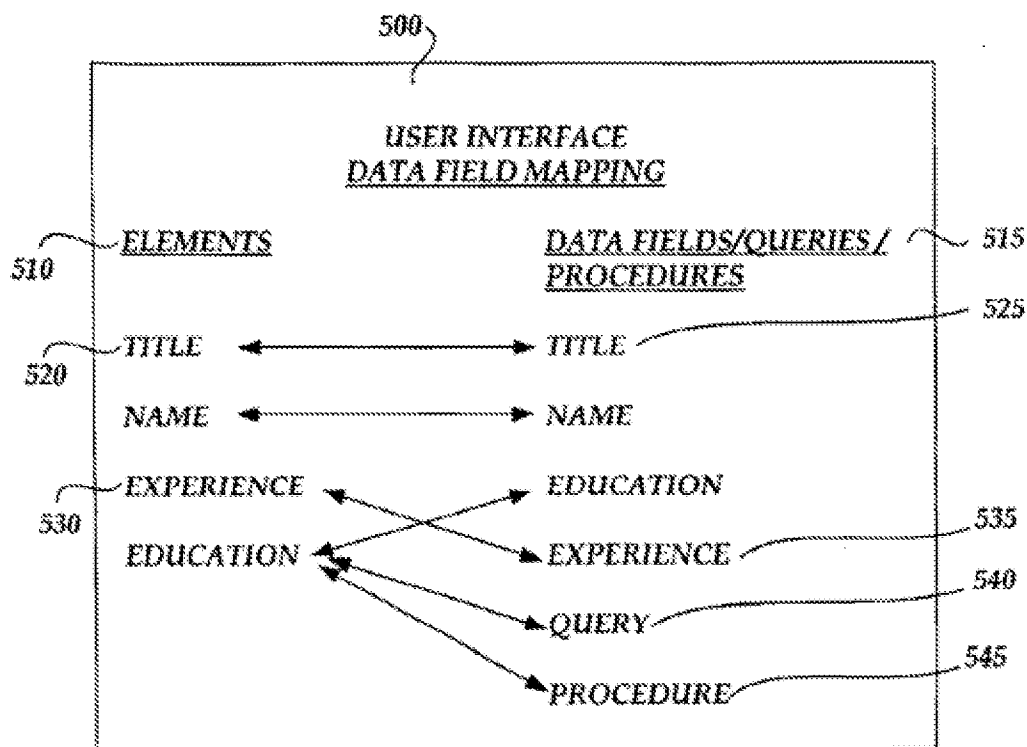 500
USER INTERFACE
DATA FIELD MAPPING
ELEMENTS
DATA FIELDS/QUERIES/
PROCEDURES
515
510
525
TITLE
TITLE
520
NAME
NAME
EXPERIENCE
EDUCATION
530
535
EDUCATION
EXPERIENCE
540
QUERY
545
PROCEDURE